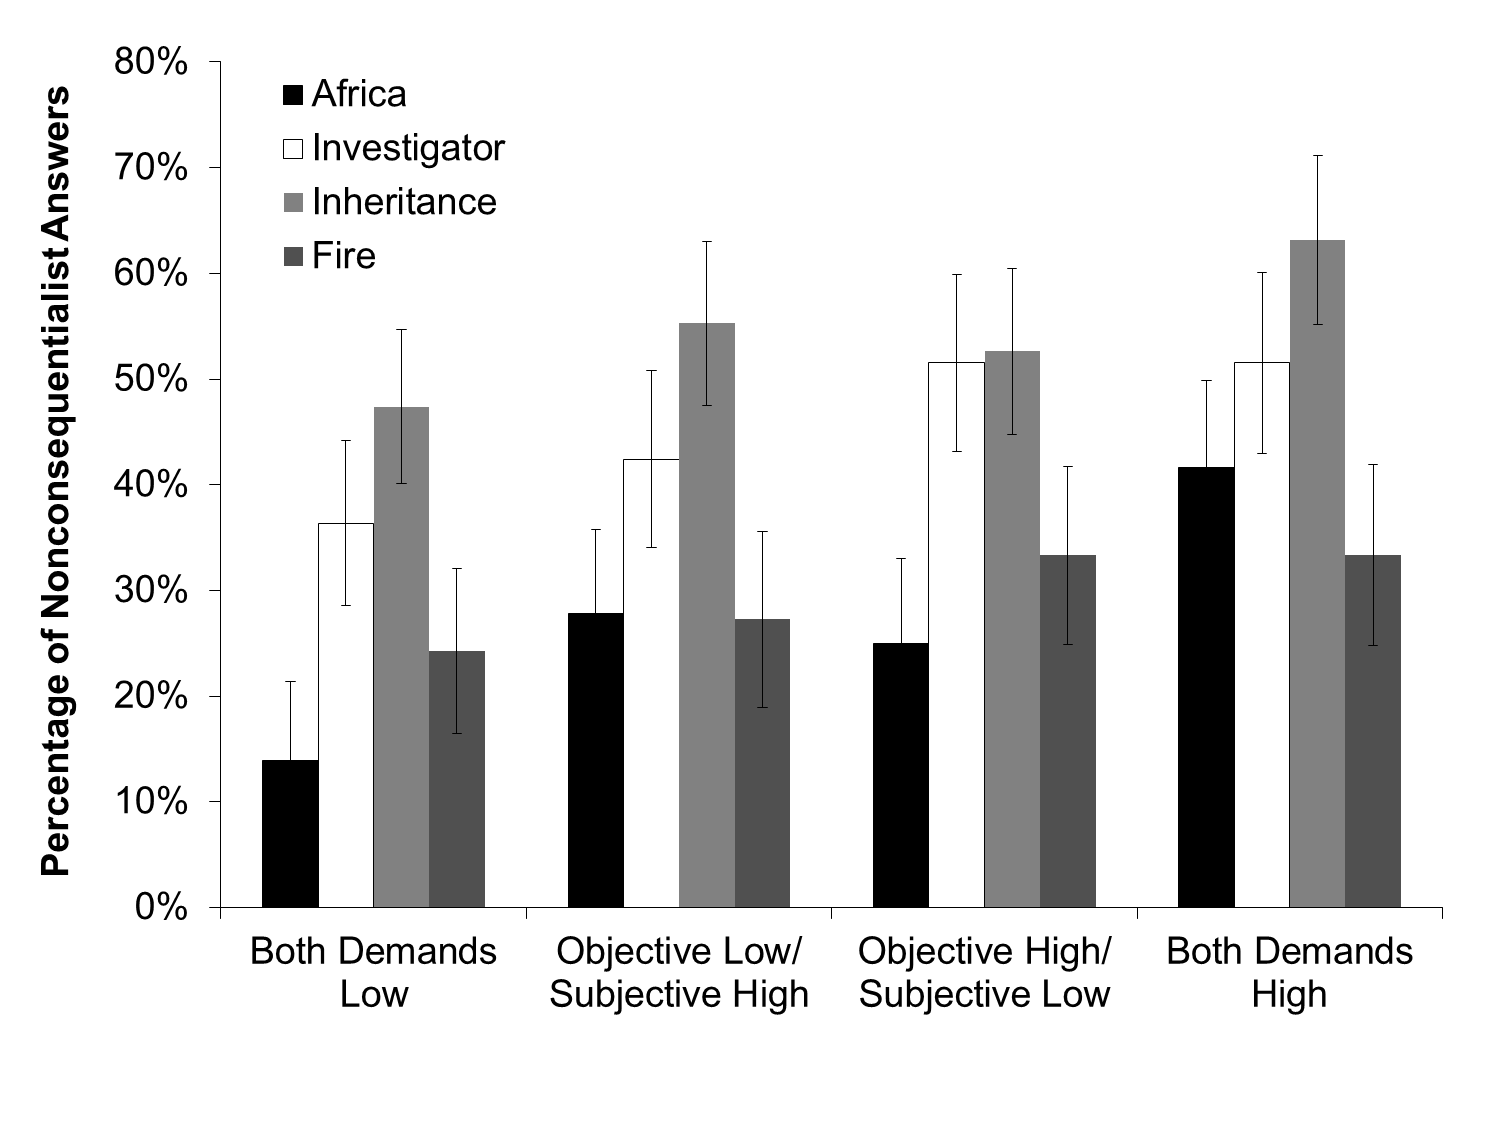 Percentage of Nonconsequentialist Answers
80%
70%
60%
50%
40%
30%
20%
10%
0%
Africa
Investigator
Inheritance
Fire
Both Demands
Low
Objective Low/
Subjective High
Objective High/
Subjective Low
Both Demands
High